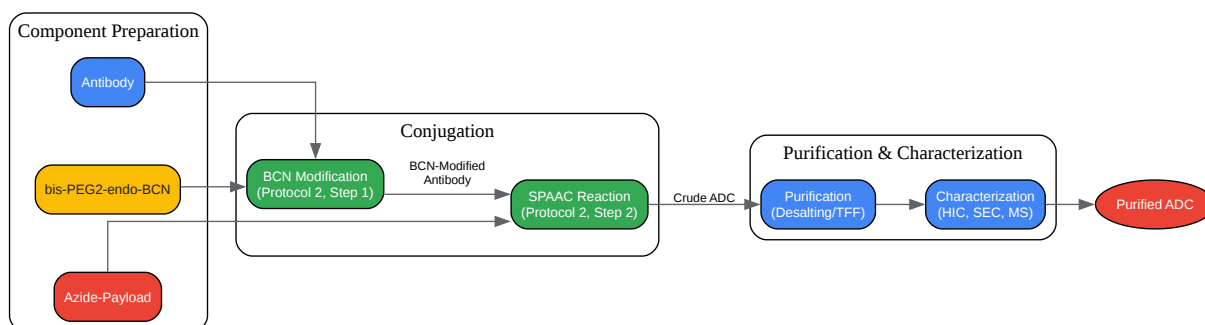 Component Preparation
Antibody
bis-PEG2-endo-BCN
Azide-Payload
Conjugation
BCN Modification
(Protocol 2, Step 1)
BCN-Modified
Antibody
SPAAC Reaction
(Protocol 2, Step 2)
Crude ADC
Purification & Characterization
Purification
(Desalting/TFF)
Characterization
(HIC, SEC, MS)
Purified ADC